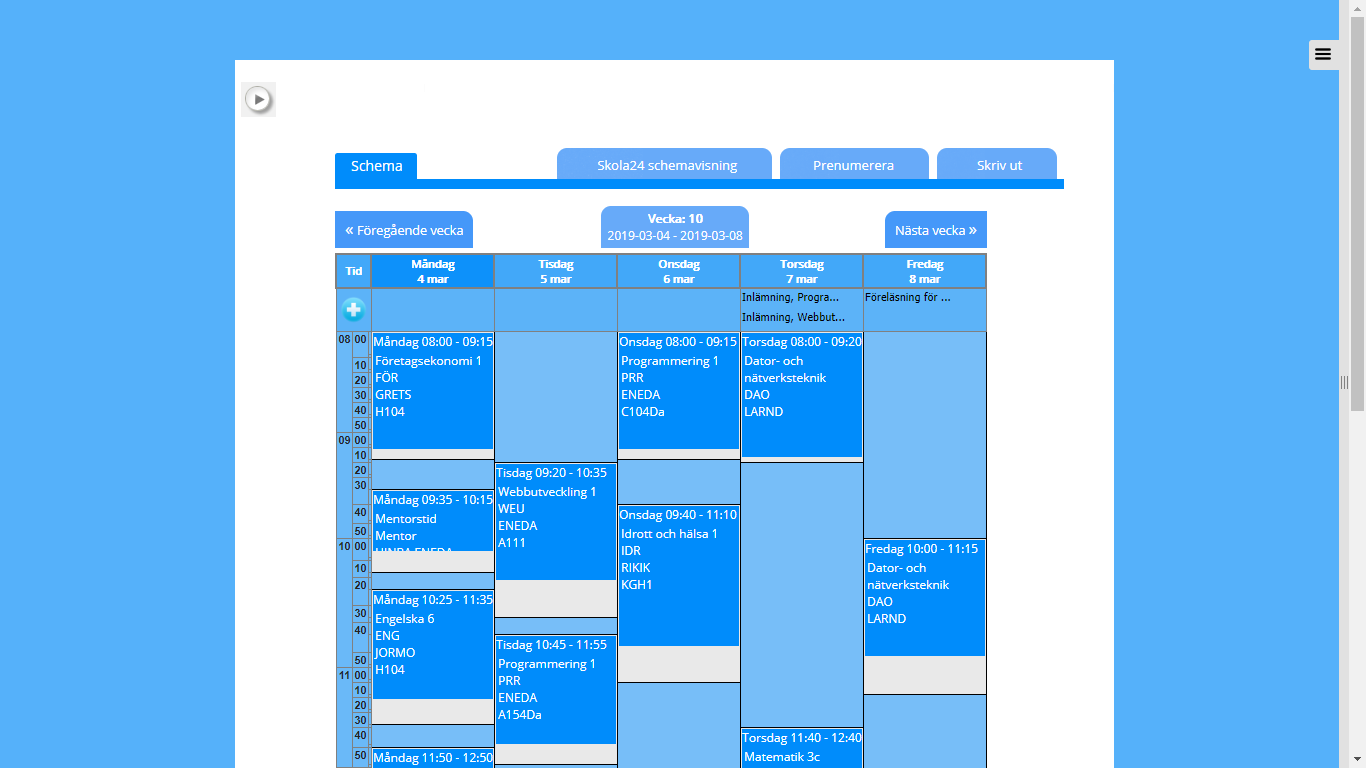 Schema
Skola24 schemavisning
Prenumerera
Skriv ut
« Föregående vecka
Vecka: 10
2019-03-04 - 2019-03-08
Nästa vecka »
Tid
Måndag
4 mar
Tisdag
5 mar
Onsdag
6 mar
Torsdag
7 mar
Fredag
8 mar
Inlämning, Progra...
Inlämning, Webbut...
Föreläsning för ...
08 00
10
20
30
40
50
09 00
10
20
30
40
50
10 00
10
20
30
40
50
11 00
10
20
30
40
50
Måndag 08:00 - 09:15
Företagsekonomi 1
FÖR
GRETS
H104
Måndag 09:35 - 10:15
Mentorstid
Mentor
Måndag 10:25 - 11:35
Engelska 6
ENG
JORMO
H104
Måndag 11:50 - 12:50
Tisdag 09:20 - 10:35
Webbutveckling 1
WEU
ENEDA
A111
Tisdag 10:45 - 11:55
Programmering 1
PRR
ENEDA
A154Da
Onsdag 08:00 - 09:15
Programmering 1
PRR
ENEDA
C104Da
Onsdag 09:40 - 11:10
Idrott och hälsa 1
IDR
RIKIK
KGH1
Torsdag 08:00 - 09:20
Dator- och
nätverksteknik
DAO
LARND
Torsdag 11:40 - 12:40
Matematik 3c
Fredag 10:00 - 11:15
Dator- och
nätverksteknik
DAO
LARND